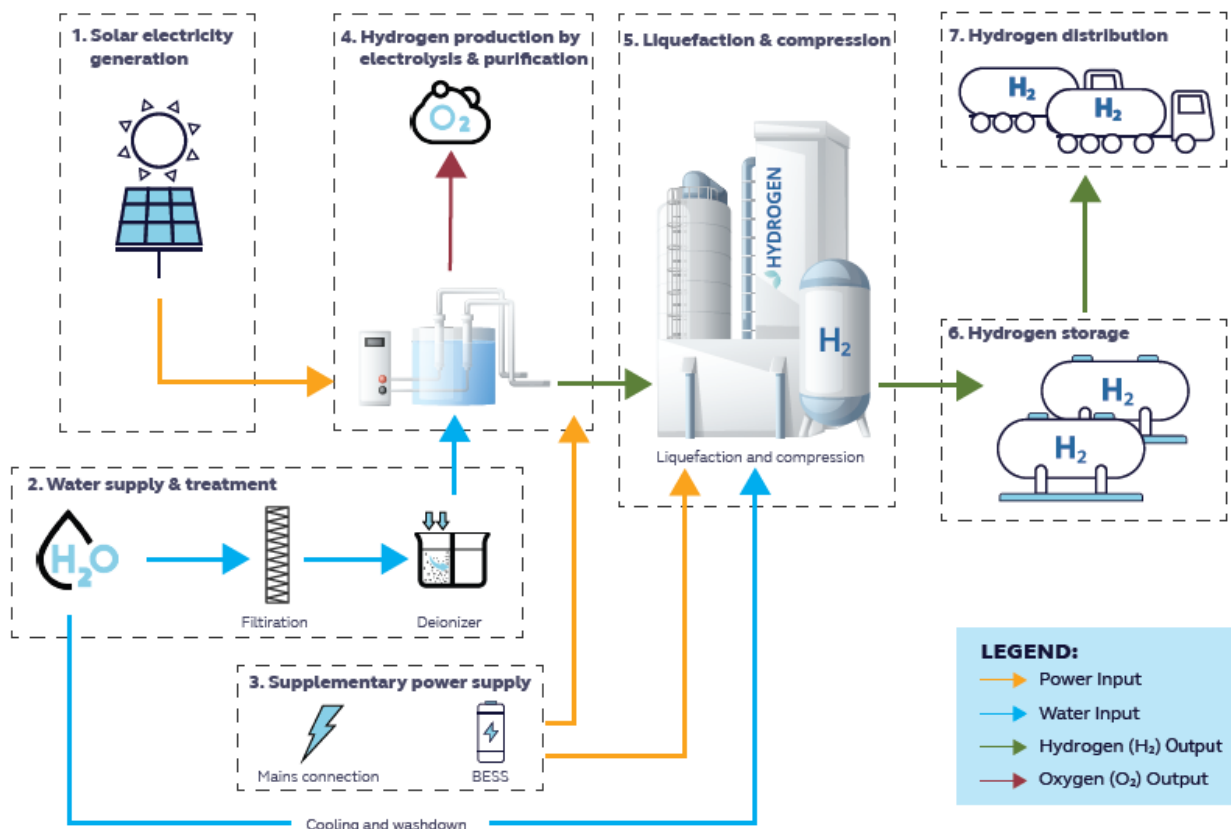 1. Solar electricity
generation
4. Hydrogen production by
electrolysis & purification
O₂
5. Liquefaction & compression
HYDROGEN
H₂
Liquefaction and compression
7. Hydrogen distribution
H₂
H₂
6. Hydrogen storage
H₂
H₂
2. Water supply & treatment
H₂O
Filtiration
Deionizer
3. Supplementary power supply
Mains connection
BESS
Cooling and washdown
LEGEND:
Power Input
Water Input
Hydrogen (H₂) Output
Oxygen (O₂) Output